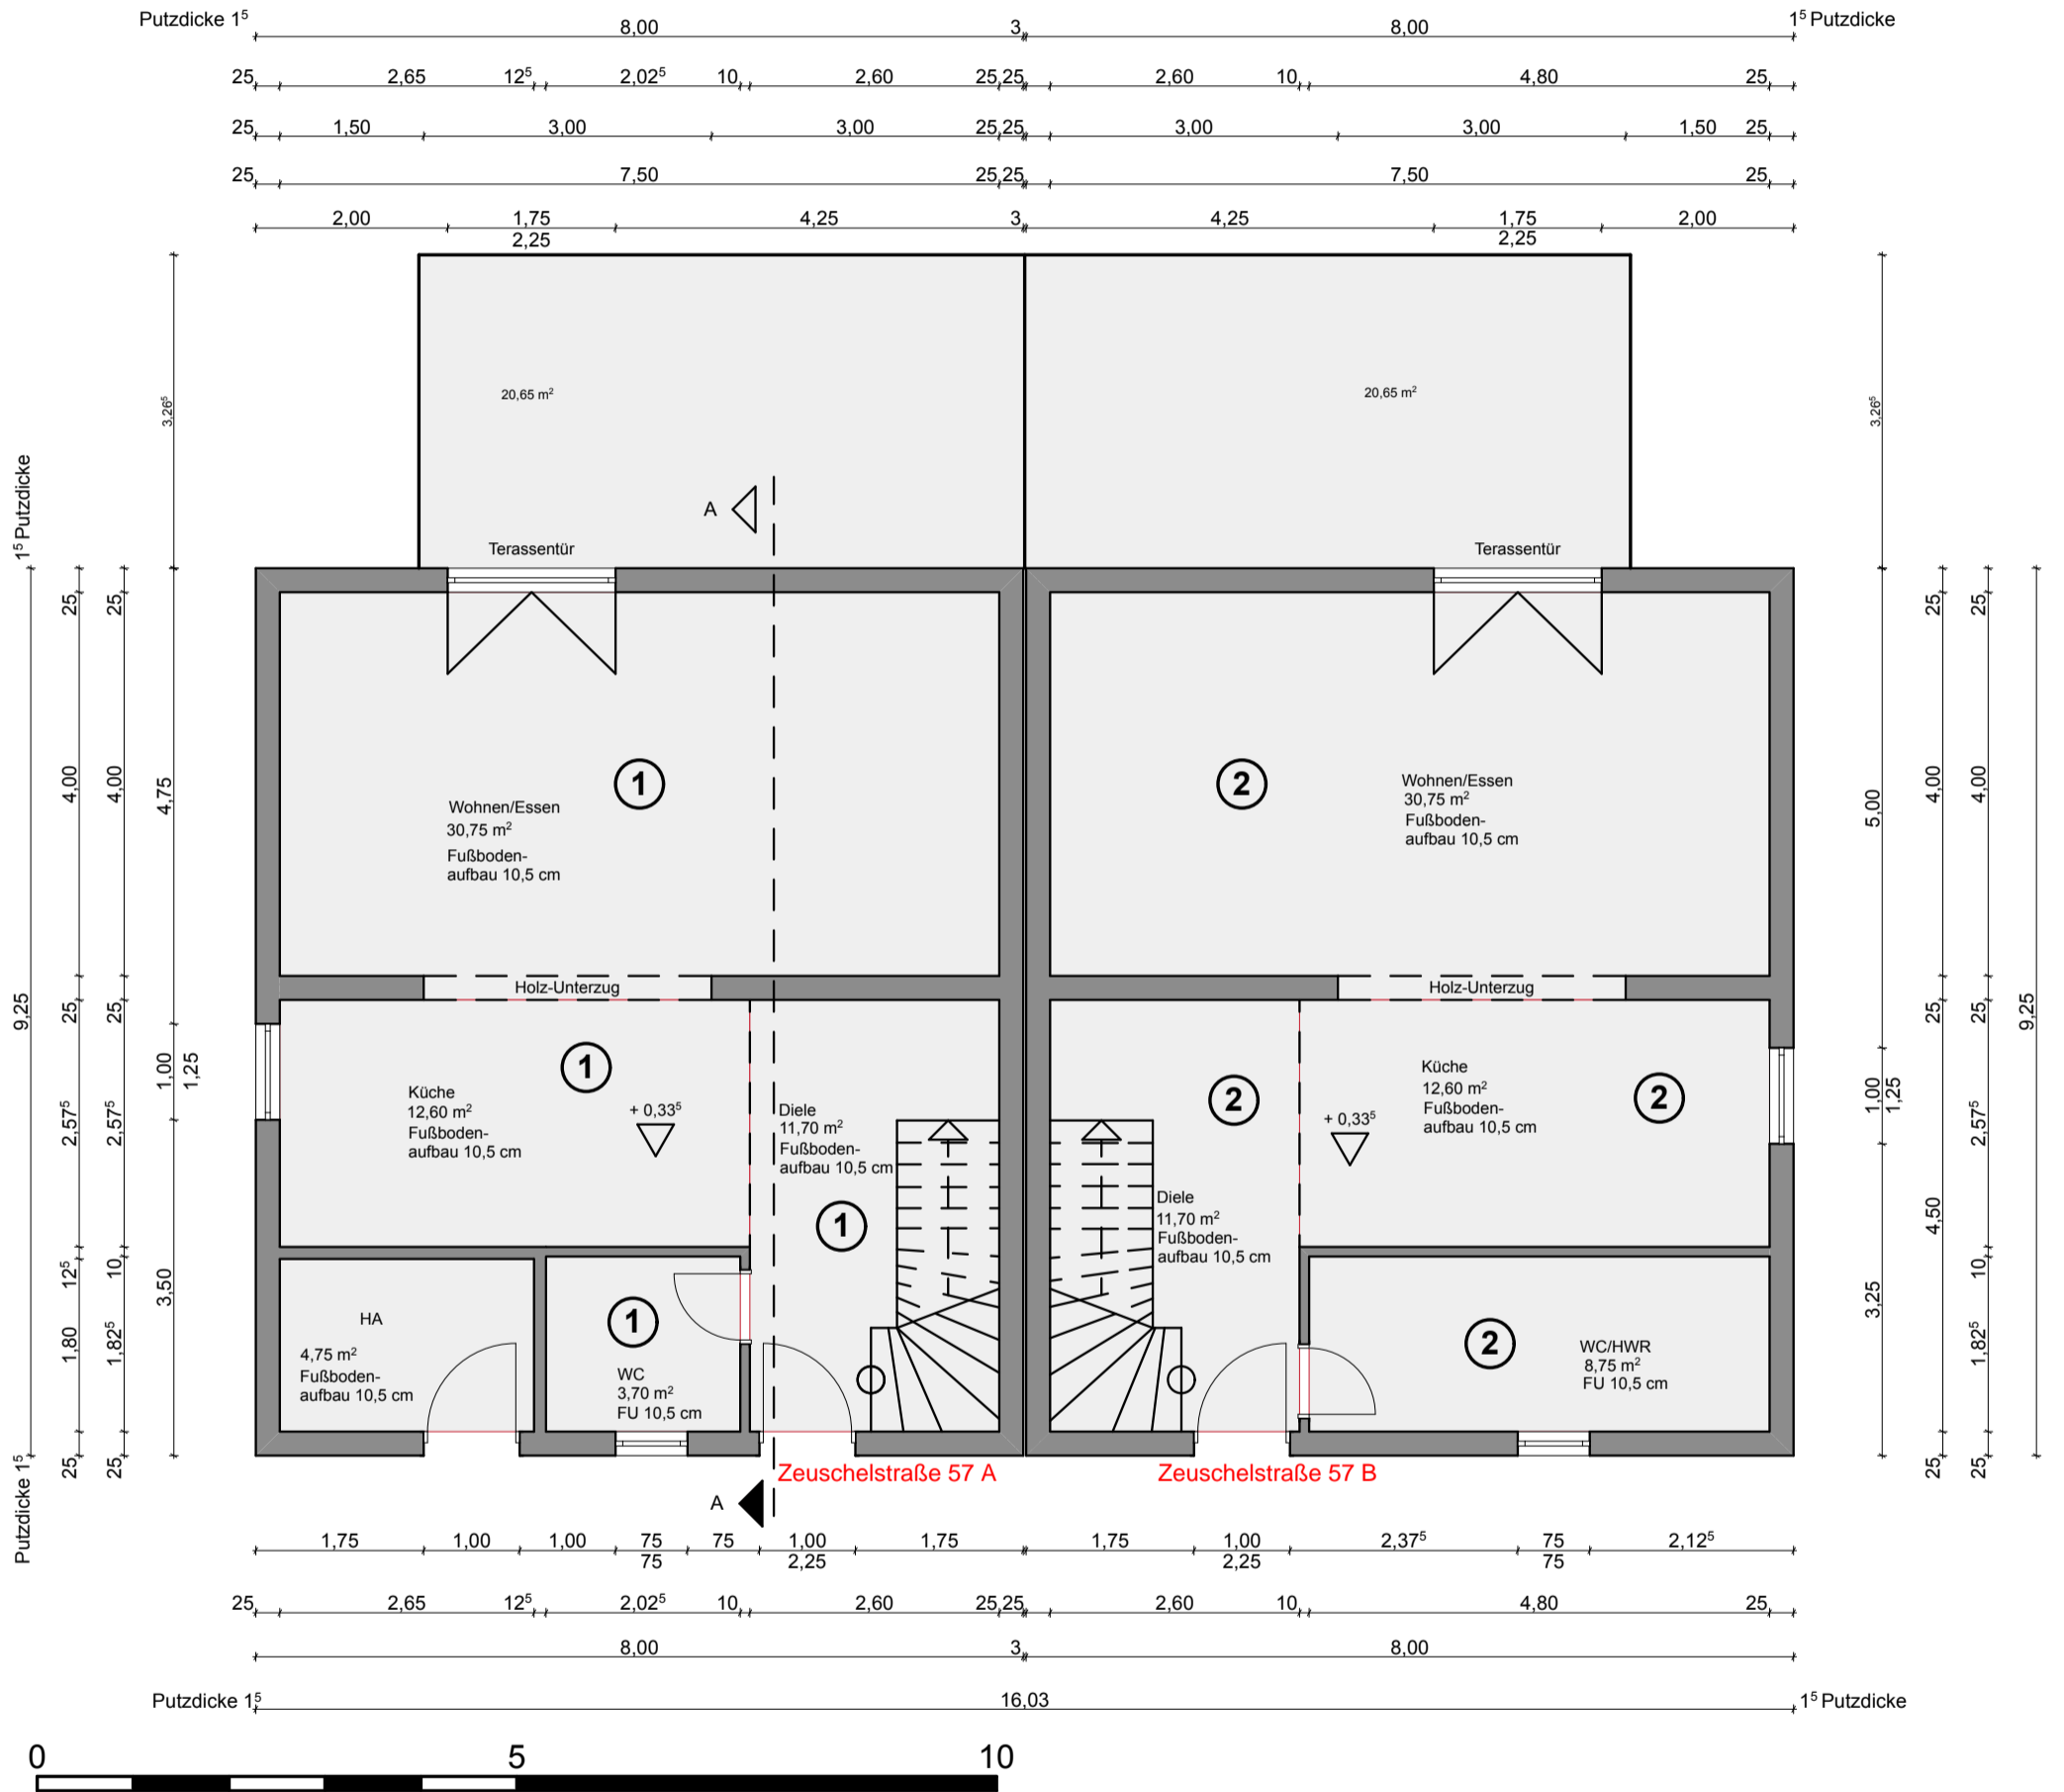 Putzdicke 1⁵ 8,00 3 8,00 1⁵ Putzdicke
25 2,65 12⁵ 2,02⁵ 10 2,60 25 25 2,60 10 4,80 25
25 1,50 3,00 3,00 25 25 3,00 3,00 1,50 25
25 7,50 25 25 7,50 25
2,00 1,75 4,25 3 4,25 1,75 2,00
2,25 2,25
3,26⁵ 20,65 m² 20,65 m² 3,26⁵
1⁵ Putzdicke
A
Terassentür Terassentür
25 25 25 25
4,00 4,00 4,75 5,00 4,00 4,00
1 2
Wohnen/Essen
30,75 m²
Fußboden-
aufbau 10,5 cm
Wohnen/Essen
30,75 m²
Fußboden-
aufbau 10,5 cm
Holz-Unterzug Holz-Unterzug
9,25 25 25 25 25 9,25
1,00 1,25 1,00 1,25
2,57⁵ 2,57⁵ 2,57⁵
1
Küche
12,60 m²
Fußboden-
aufbau 10,5 cm
+ 0,33⁵
Diele
11,70 m²
Fußboden-
aufbau 10,5 cm
1
2
+ 0,33⁵
Küche
12,60 m²
Fußboden-
aufbau 10,5 cm
2
Diele
11,70 m²
Fußboden-
aufbau 10,5 cm
12⁵ 10 3,50 4,50 10
1,80 1,82⁵ 3,25 1,82⁵
HA
4,75 m²
Fußboden-
aufbau 10,5 cm
1
WC
3,70 m²
FU 10,5 cm
2
WC/HWR
8,75 m²
FU 10,5 cm
25 25 25 25
Putzdicke 1⁵
Zeuschelstraße 57 A Zeuschelstraße 57 B
A
1,75 1,00 1,00 75 75 1,00 1,75 1,75 1,00 2,37⁵ 75 2,12⁵
75 2,25 2,25 75
25 2,65 12⁵ 2,02⁵ 10 2,60 25 25 2,60 10 4,80 25
8,00 3 8,00
Putzdicke 1⁵ 16,03 1⁵ Putzdicke
0 5 10